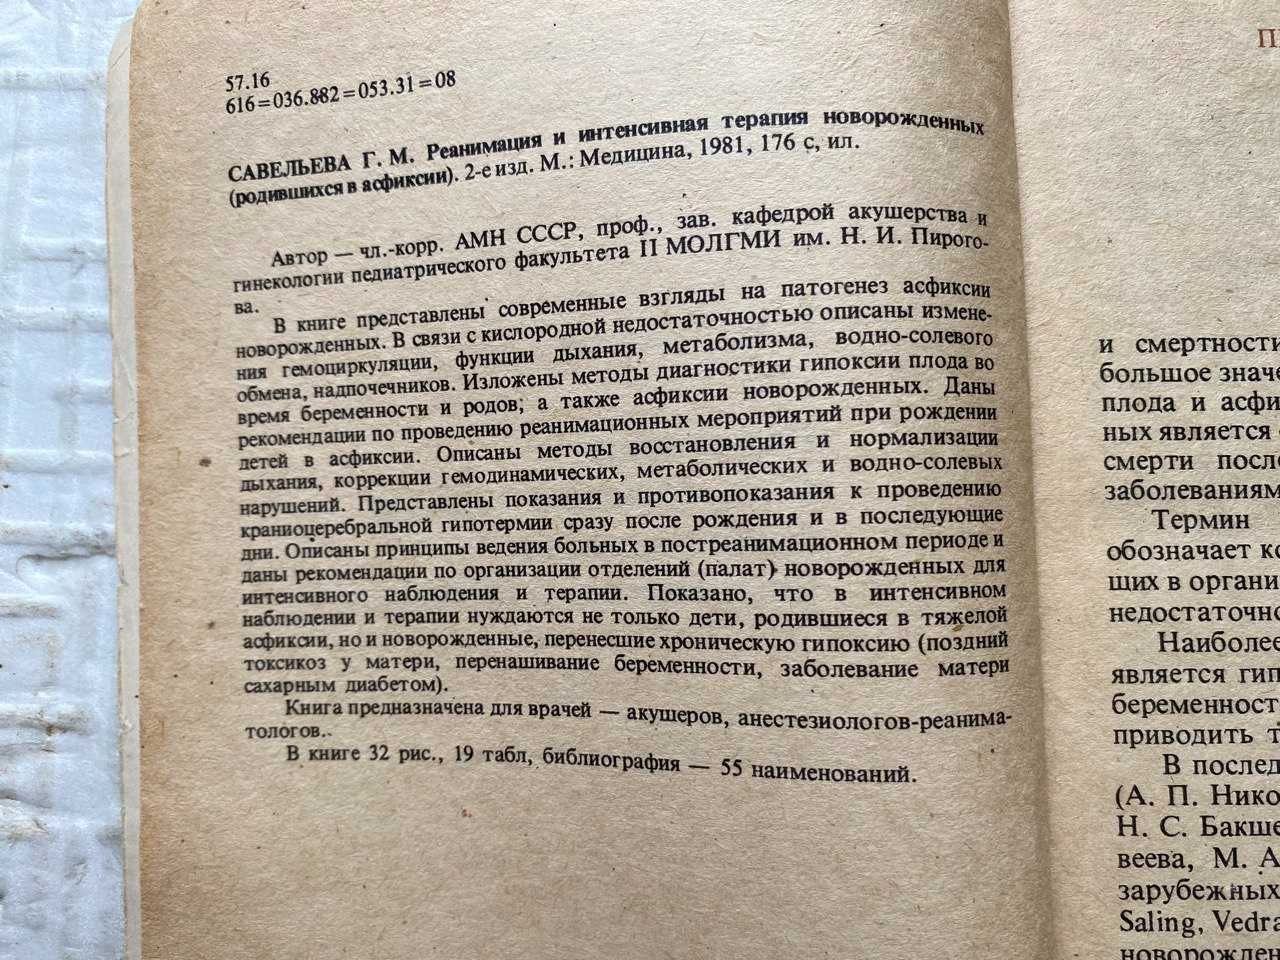 57.16
616=036.882=053.31=08
САВЕЛЬЕВА Г. М. Реанимация и интенсивная терапия новорожденных
(родившихся в асфиксии). 2-е изд. М.: Медицина, 1981, 176 с, ил.
Автор — чл.-корр. АМН СССР, проф., зав. кафедрой акушерства и
гинекологии педиатрического факультета II МОЛГМИ им. Н. И. Пирого-
ва.
В книге представлены современные взгляды на патогенез асфиксии
новорожденных. В связи с кислородной недостаточностью описаны измене-
ния гемоциркуляции, функции дыхания, метаболизма, водно-солевого
обмена, надпочечников. Изложены методы диагностики гипоксии плода во
время беременности и родов; а также асфиксии новорожденных. Даны
рекомендации по проведению реанимационных мероприятий при рождении
детей в асфиксии. Описаны методы восстановления и нормализации
дыхания, коррекции гемодинамических, метаболических и водно-солевых
нарушений. Представлены показания и противопоказания к проведению
краниоцеребральной гипотермии сразу после рождения и в последующие
дни. Описаны принципы ведения больных в постреанимационном периоде и
даны рекомендации по организации отделений (палат) новорожденных для
интенсивного наблюдения и терапии. Показано, что в интенсивном
наблюдении и терапии нуждаются не только дети, родившиеся в тяжелой
асфиксии, но и новорожденные, перенесшие хроническую гипоксию (поздний
токсикоз у матери, перенашивание беременности, заболевание матери
сахарным диабетом).
Книга предназначена для врачей — акушеров, анестезиологов-реанима-
тологов..
В книге 32 рис., 19 табл, библиография — 55 наименований.
и смертности
большое значе
плода и асфи
ных является
смерти посл
заболеваниям
Термин
обозначает к
щих в органи
недостаточн
Наиболее
является гип
беременност
приводить т
В послед
(А. П. Нико
Н. С. Бакше
веева, М. А
зарубежных
Saling, Vedra
новорожден